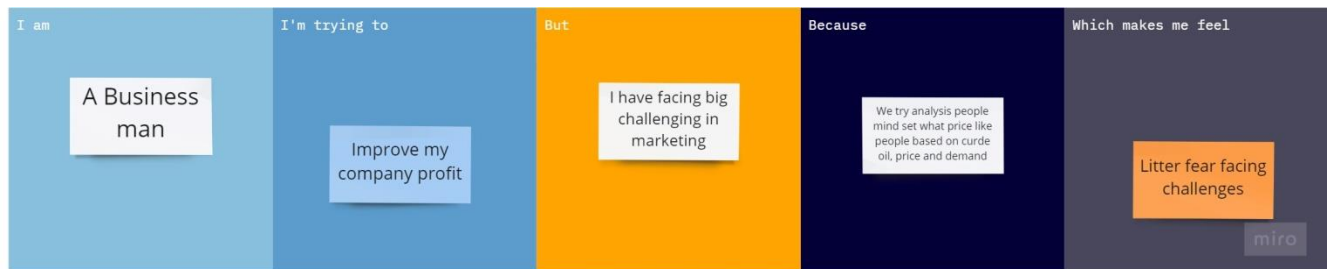 I am
A Business
man
I'm trying to
Improve my
company profit
But
I have facing big
challenging in
marketing
Because
We try analysis people
mind set what price like
people based on curde
oil, price and demand
Which makes me feel
Litter fear facing
challenges
miro